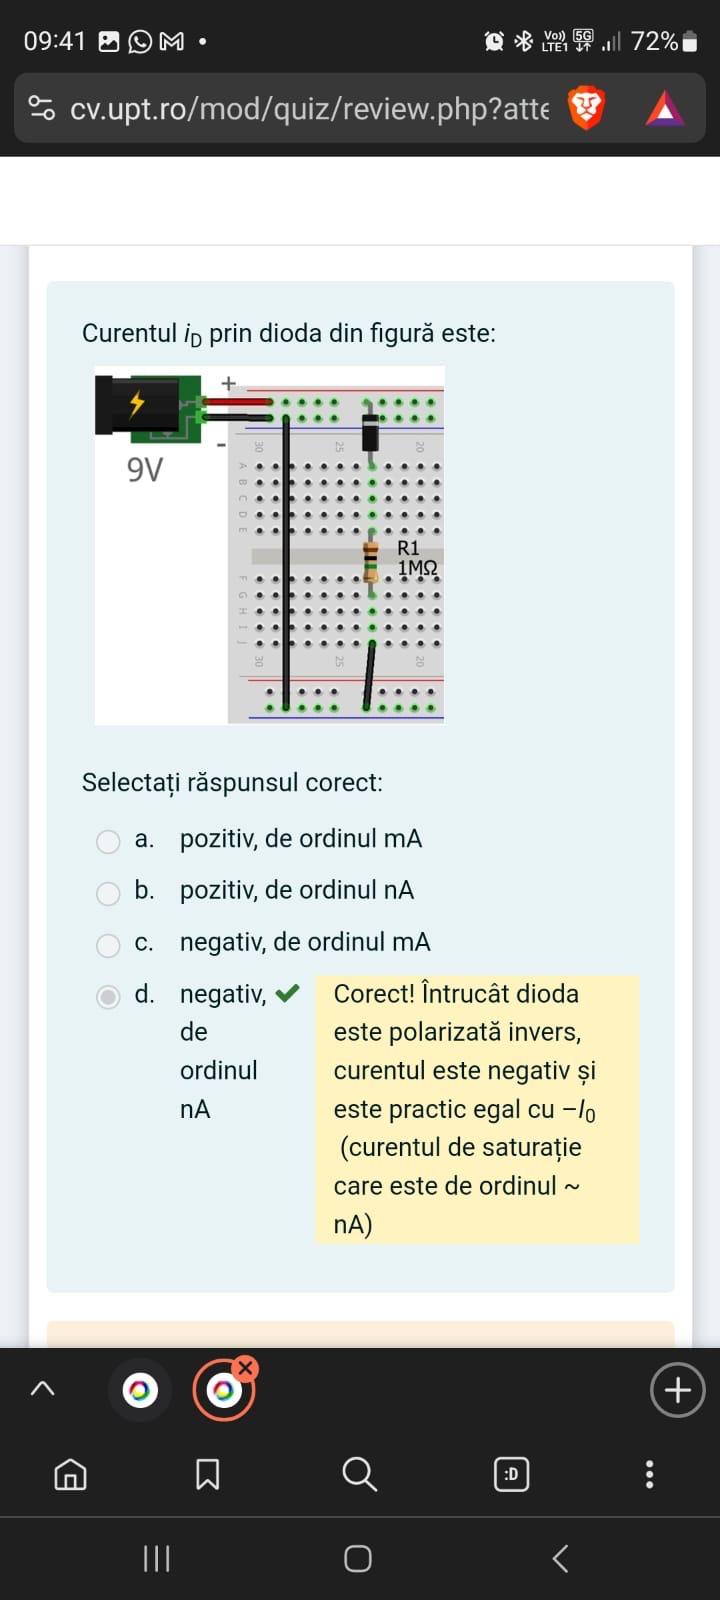 09:41
Vo)) LTE1 5G 72%
cv.upt.ro/mod/quiz/review.php?atte
Curentul iD prin dioda din figură este:
+
-
9V
30 25 20
A
B
C
D
E
R1
1MΩ
F
G
H
I
J
30 25 20
Selectați răspunsul corect:
a. pozitiv, de ordinul mA
b. pozitiv, de ordinul nA
c. negativ, de ordinul mA
d. negativ,
de
ordinul
nA
Corect! Întrucât dioda
este polarizată invers,
curentul este negativ și
este practic egal cu −I0
(curentul de saturație
care este de ordinul ~
nA)
:D